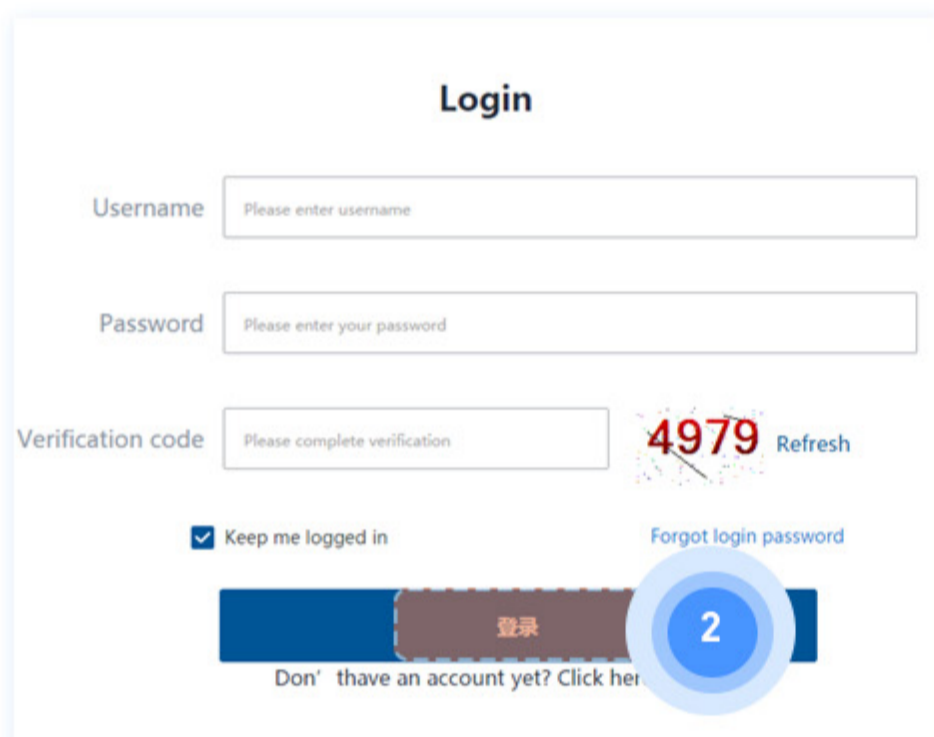 Login
Username Please enter username
Password Please enter your password
Verification code Please complete verification 4979 Refresh
Keep me logged in Forgot login password
登录 2
Don' thave an account yet? Click her